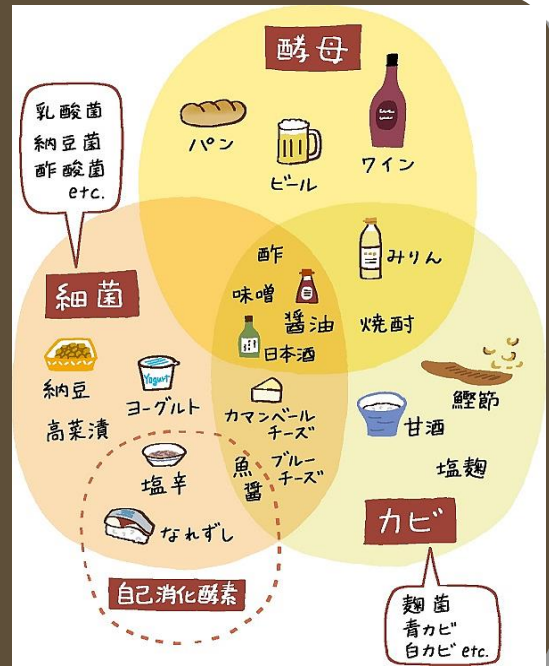 酵母
パン
ビール
ワイン
乳酸菌
納豆菌
酢酸菌
etc.
細菌
酢
味噌
醤油
日本酒
みりん
焼酎
納豆
高菜漬
Yogurt
ヨーグルト
カマンベール
チーズ
ブルー
チーズ
魚
醤
塩辛
なれずし
自己消化酵素
鰹節
甘酒
塩麹
カビ
麹菌
青カビ
白カビ etc.